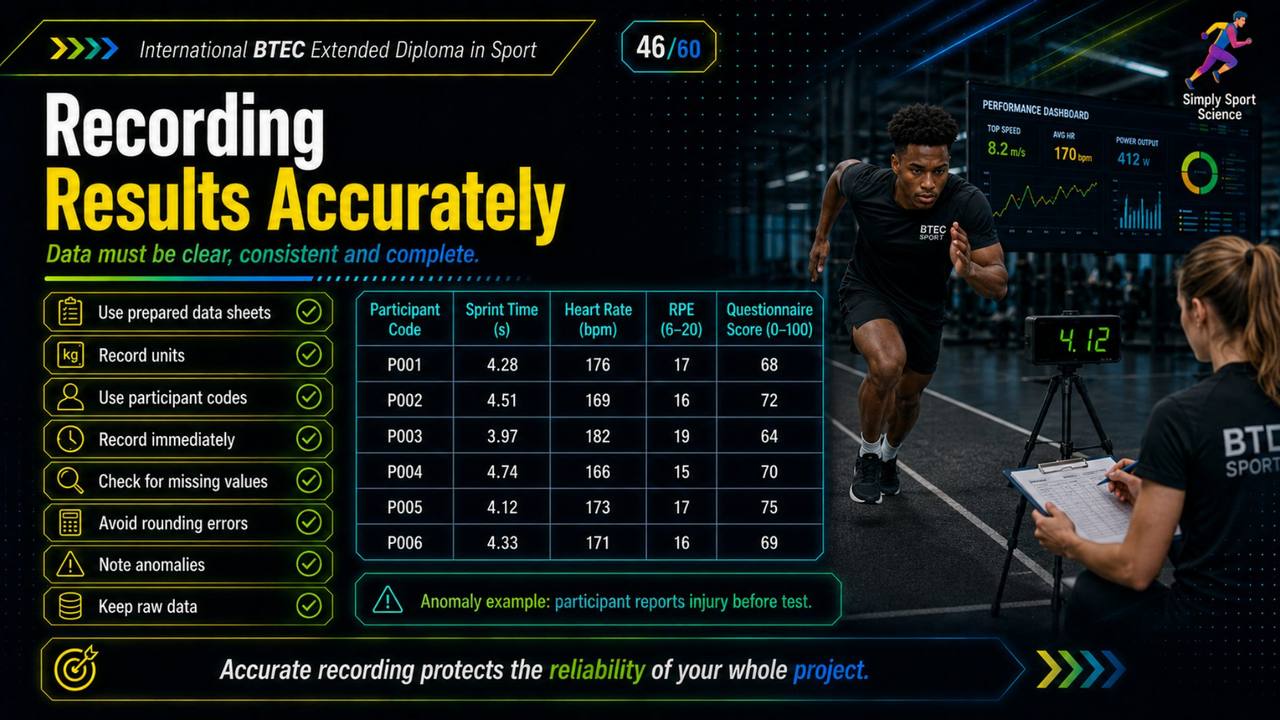 International BTEC Extended Diploma in Sport
46/60
Simply Sport
Science
Recording
Results Accurately
Data must be clear, consistent and complete.
Use prepared data sheets
kg
Record units
Use participant codes
Record immediately
Check for missing values
Avoid rounding errors
Note anomalies
Keep raw data
Participant Code Sprint Time (s) Heart Rate (bpm) RPE (6–20) Questionnaire Score (0–100)
P001 4.28 176 17 68
P002 4.51 169 16 72
P003 3.97 182 19 64
P004 4.74 166 15 70
P005 4.12 173 17 75
P006 4.33 171 16 69
Anomaly example: participant reports injury before test.
PERFORMANCE DASHBOARD
TOP SPEED AVG HR POWER OUTPUT
8.2 m/s 170 bpm 412 W
BTEC
SPORT
4.12
BTEC
SPORT
Accurate recording protects the reliability of your whole project.